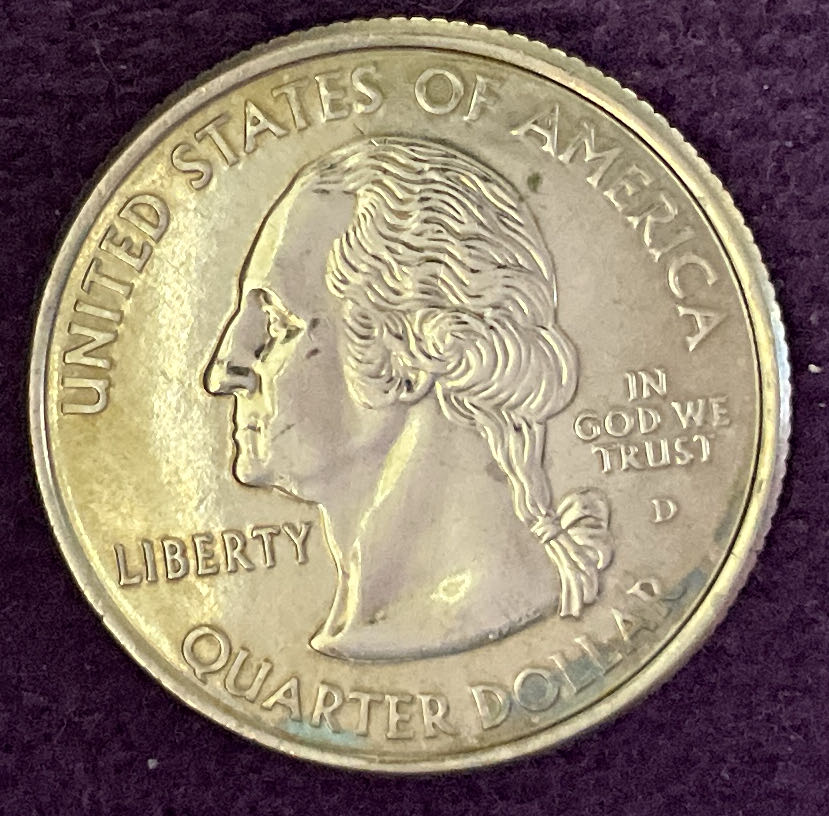 UNITED STATES OF AMERICA
LIBERTY
IN
GOD WE
TRUST
D
QUARTER DOLLAR